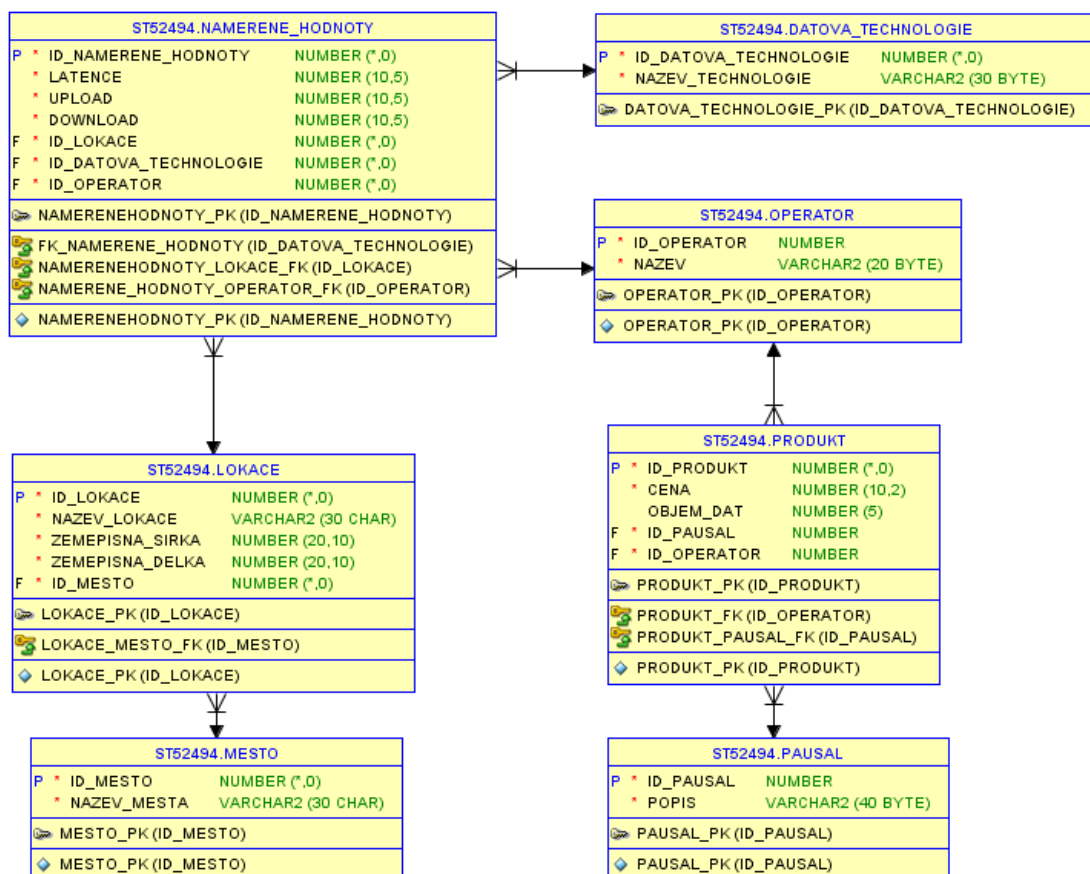 ST52494.NAMERENE_HODNOTY
P * ID_NAMERENE_HODNOTY NUMBER (*,0)
* LATENCE NUMBER (10,5)
* UPLOAD NUMBER (10,5)
* DOWNLOAD NUMBER (10,5)
F * ID_LOKACE NUMBER (*,0)
F * ID_DATOVA_TECHNOLOGIE NUMBER (*,0)
F * ID_OPERATOR NUMBER (*,0)
NAMERENEHODNOTY_PK (ID_NAMERENE_HODNOTY)
FK_NAMERENE_HODNOTY (ID_DATOVA_TECHNOLOGIE)
NAMERENEHODNOTY_LOKACE_FK (ID_LOKACE)
NAMERENE_HODNOTY_OPERATOR_FK (ID_OPERATOR)
NAMERENEHODNOTY_PK (ID_NAMERENE_HODNOTY)
ST52494.DATOVA_TECHNOLOGIE
P * ID_DATOVA_TECHNOLOGIE NUMBER (*,0)
* NAZEV_TECHNOLOGIE VARCHAR2 (30 BYTE)
DATOVA_TECHNOLOGIE_PK (ID_DATOVA_TECHNOLOGIE)
ST52494.OPERATOR
P * ID_OPERATOR NUMBER
* NAZEV VARCHAR2 (20 BYTE)
OPERATOR_PK (ID_OPERATOR)
OPERATOR_PK (ID_OPERATOR)
ST52494.LOKACE
P * ID_LOKACE NUMBER (*,0)
* NAZEV_LOKACE VARCHAR2 (30 CHAR)
* ZEMEPISNA_SIRKA NUMBER (20,10)
* ZEMEPISNA_DELKA NUMBER (20,10)
F * ID_MESTO NUMBER (*,0)
LOKACE_PK (ID_LOKACE)
LOKACE_MESTO_FK (ID_MESTO)
LOKACE_PK (ID_LOKACE)
ST52494.PRODUKT
P * ID_PRODUKT NUMBER (*,0)
* CENA NUMBER (10,2)
OBJEM_DAT NUMBER (5)
F * ID_PAUSAL NUMBER
F * ID_OPERATOR NUMBER
PRODUKT_PK (ID_PRODUKT)
PRODUKT_FK (ID_OPERATOR)
PRODUKT_PAUSAL_FK (ID_PAUSAL)
PRODUKT_PK (ID_PRODUKT)
ST52494.MESTO
P * ID_MESTO NUMBER (*,0)
* NAZEV_MESTA VARCHAR2 (30 CHAR)
MESTO_PK (ID_MESTO)
MESTO_PK (ID_MESTO)
ST52494.PAUSAL
P * ID_PAUSAL NUMBER
* POPIS VARCHAR2 (40 BYTE)
PAUSAL_PK (ID_PAUSAL)
PAUSAL_PK (ID_PAUSAL)